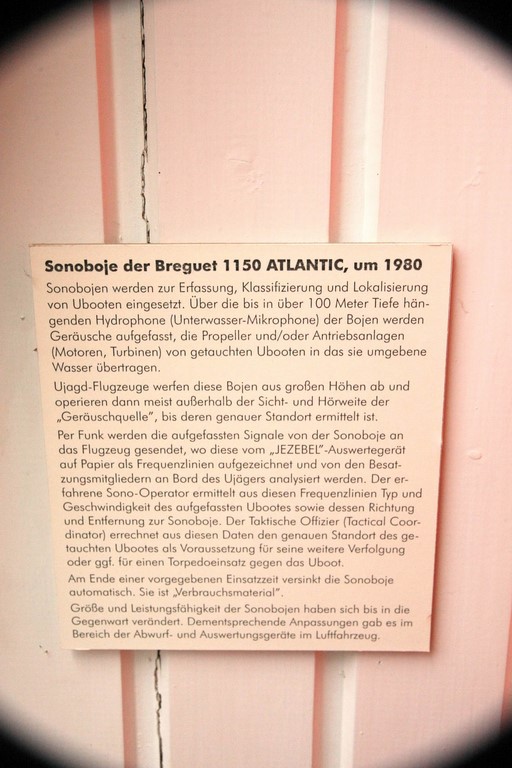 Sonoboje der Breguet 1150 ATLANTIC, um 1980
Sonobojen werden zur Erfassung, Klassifizierung und Lokalisierung
von Ubooten eingesetzt. Über die bis in über 100 Meter Tiefe hän-
genden Hydrophone (Unterwasser-Mikrophone) der Bojen werden
Geräusche aufgefasst, die Propeller und/oder Antriebsanlagen
(Motoren, Turbinen) von getauchten Ubooten in das sie umgebene
Wasser übertragen.
Ujagd-Flugzeuge werfen diese Bojen aus großen Höhen ab und
operieren dann meist außerhalb der Sicht- und Hörweite der
„Geräuschquelle”, bis deren genauer Standort ermittelt ist.
Per Funk werden die aufgefassten Signale von der Sonoboje an
das Flugzeug gesendet, wo diese vom „JEZEBEL”-Auswertegerät
auf Papier als Frequenzlinien aufgezeichnet und von den Besat-
zungsmitgliedern an Bord des Ujägers analysiert werden. Der er-
fahrene Sono-Operator ermittelt aus diesen Frequenzlinien Typ und
Geschwindigkeit des aufgefassten Ubootes sowie dessen Richtung
und Entfernung zur Sonoboje. Der Taktische Offizier (Tactical Coor-
dinator) errechnet aus diesen Daten den genauen Standort des ge-
tauchten Ubootes als Voraussetzung für seine weitere Verfolgung
oder ggf. für einen Torpedoeinsatz gegen das Uboot.
Am Ende einer vorgegebenen Einsatzzeit versinkt die Sonoboje
automatisch. Sie ist „Verbrauchsmaterial”.
Größe und Leistungsfähigkeit der Sonobojen haben sich bis in die
Gegenwart verändert. Dementsprechende Anpassungen gab es im
Bereich der Abwurf- und Auswertungsgeräte im Luftfahrzeug.